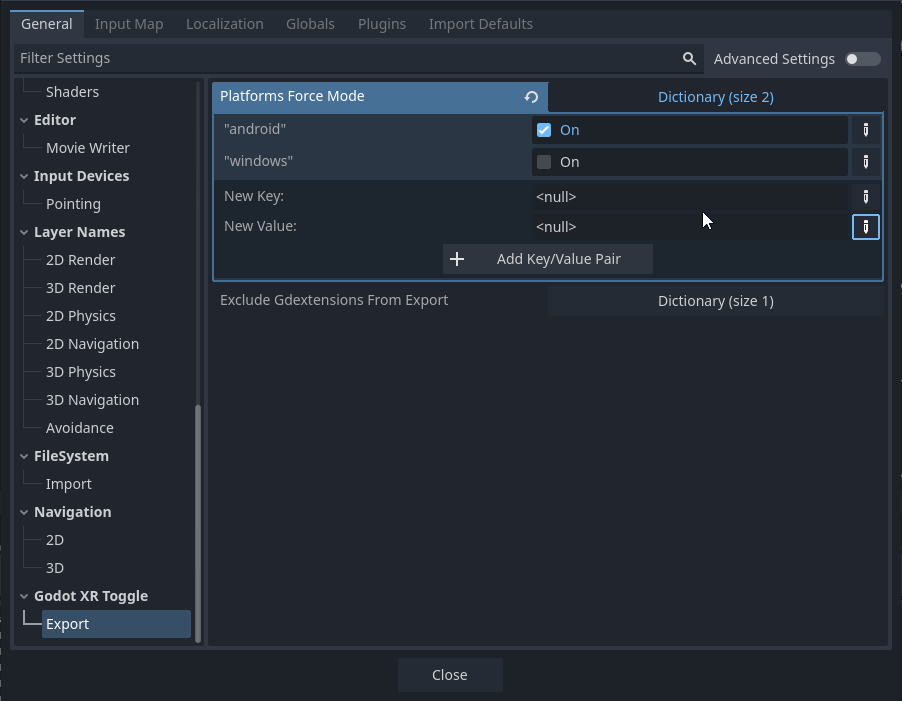 General Input Map Localization Globals Plugins Import Defaults
Filter Settings Advanced Settings
Shaders
Editor
Movie Writer
Input Devices
Pointing
Layer Names
2D Render
3D Render
2D Physics
2D Navigation
3D Physics
3D Navigation
Avoidance
FileSystem
Import
Navigation
2D
3D
Godot XR Toggle
Export
Platforms Force Mode Dictionary (size 2)
"android" On
"windows" On
New Key: <null>
New Value: <null>
Add Key/Value Pair
Exclude Gdextensions From Export Dictionary (size 1)
Close